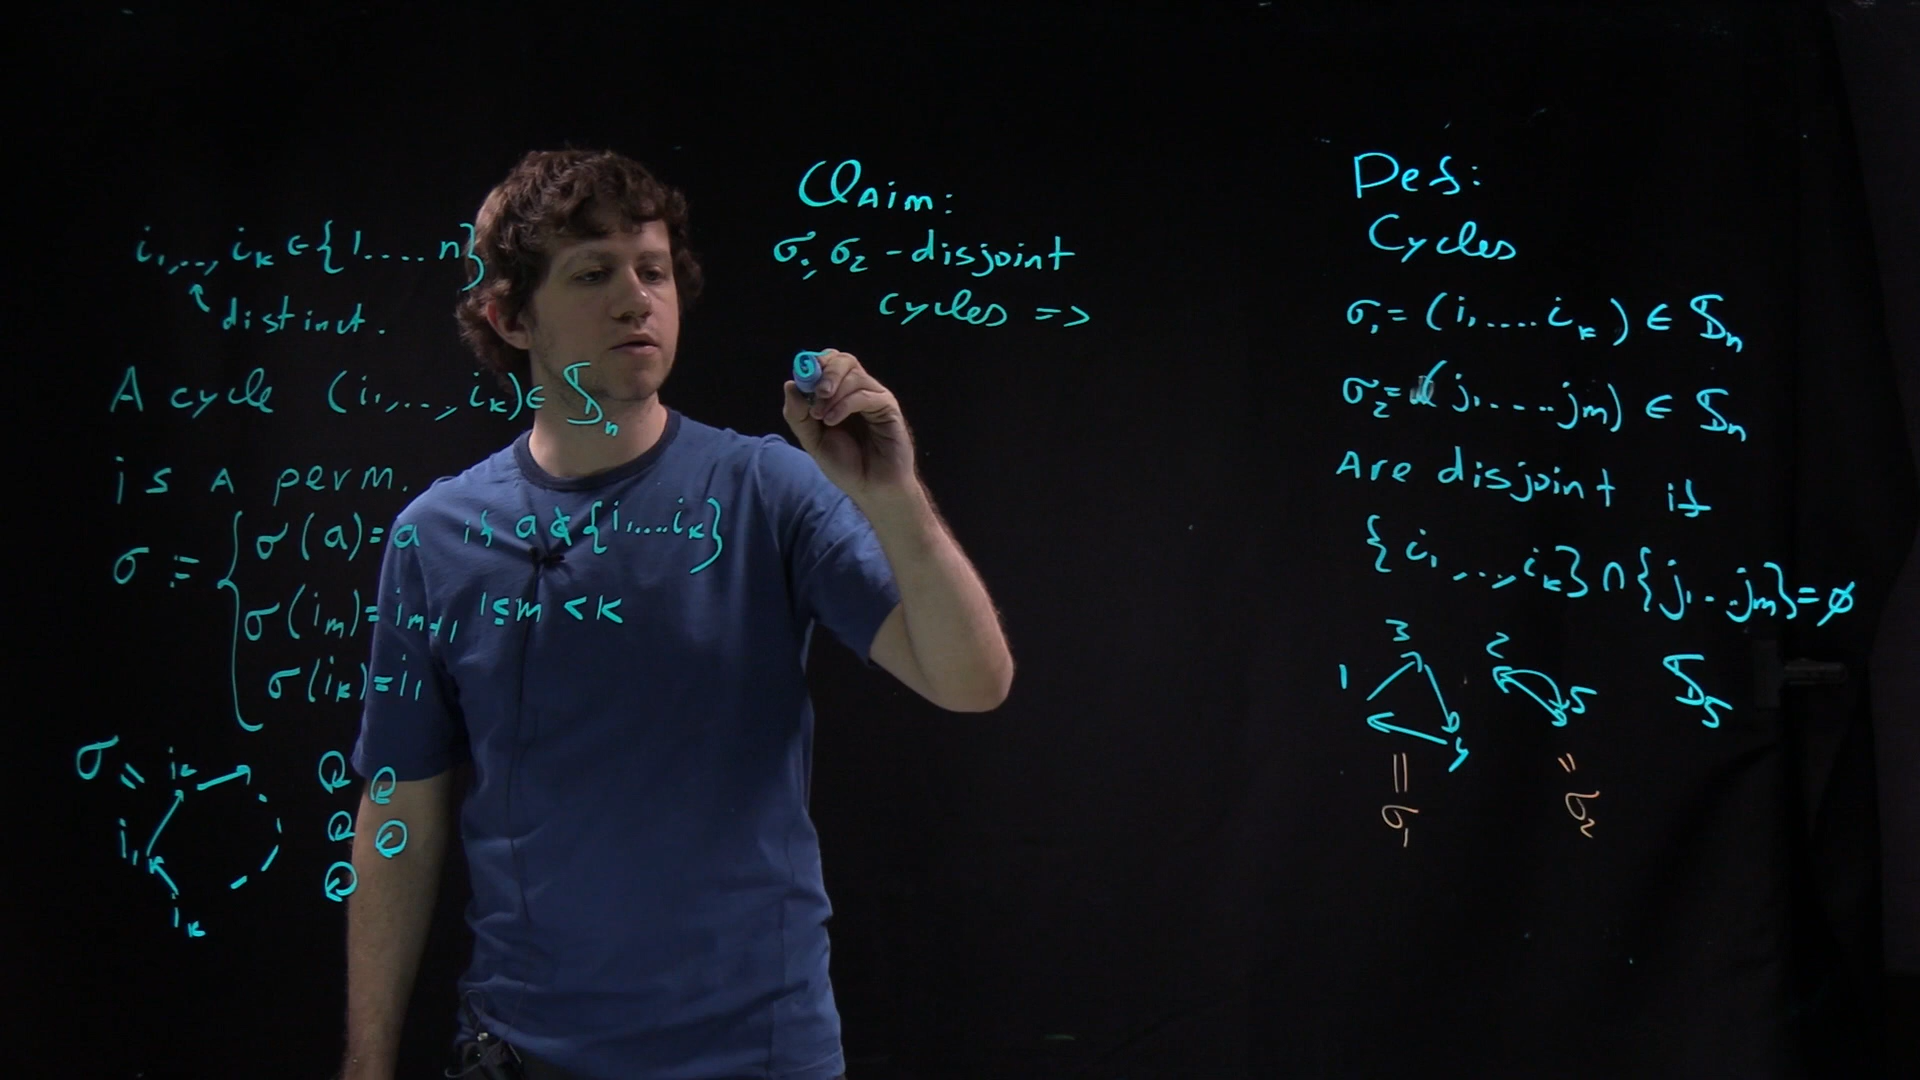 i₁,..,iₖ ∈ {1....n}
distinct.
A cycle (i₁,...,iₖ) ∈ 𝕊ₙ
is a perm.
σ := { σ(a)=a if a∉{i₁....iₖ}
σ(iₘ)=iₘ₊₁ 1≤m<k
σ(iₖ)=i₁
σ =
i₁
iₖ
Claim:
σ₁,σ₂ - disjoint
cycles =>
Def:
Cycles
σ₁=(i₁....iₖ) ∈ 𝕊ₙ
σ₂=(j₁....jₘ) ∈ 𝕊ₙ
Are disjoint if
{i₁,..,iₖ}∩{j₁..jₘ}=∅
1 3 4 2 5 𝕊₅
= σ₁
= σ₂